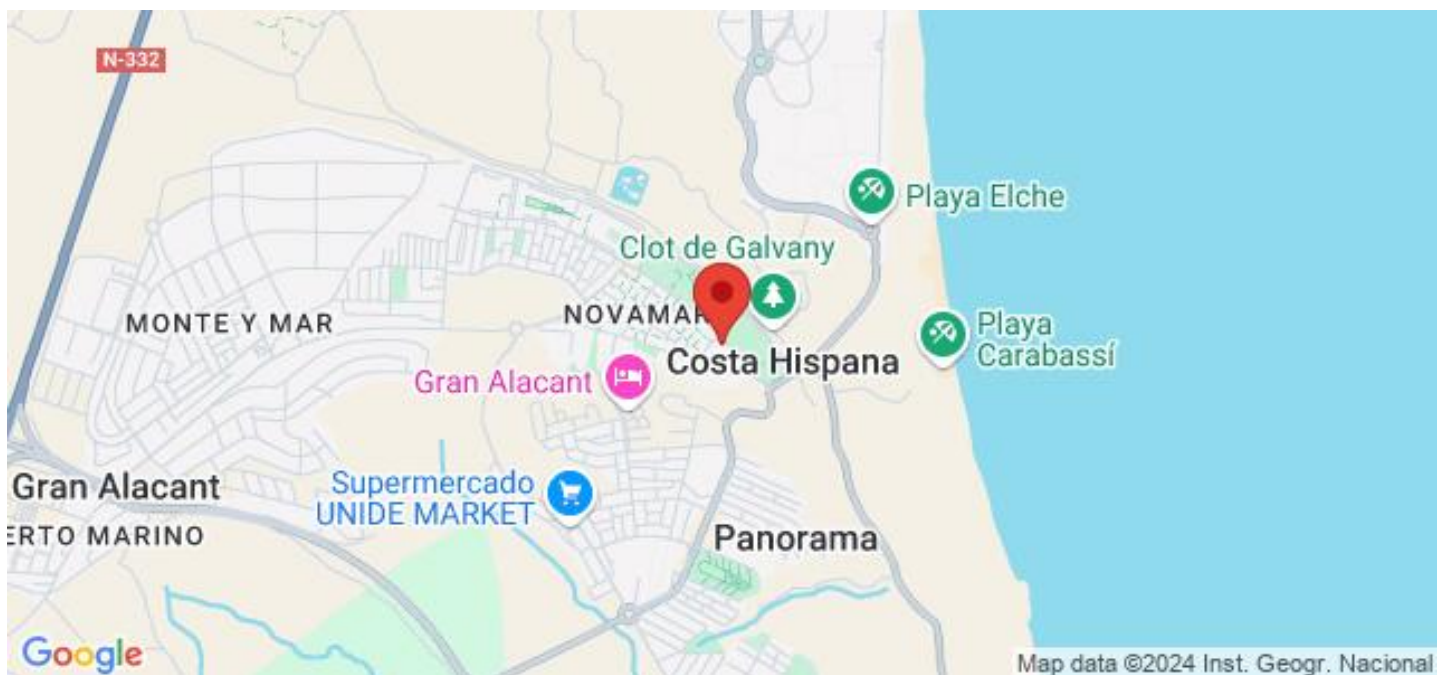 N-332
Playa Elche
Clot de Galvany
NOVAMAR
MONTE Y MAR
Playa
Carabassí
Costa Hispana
Gran Alacant
Supermercado
UNIDE MARKET
Gran Alacant
ERTO MARINO
Panorama
Google
Map data ©2024 Inst. Geogr. Nacional